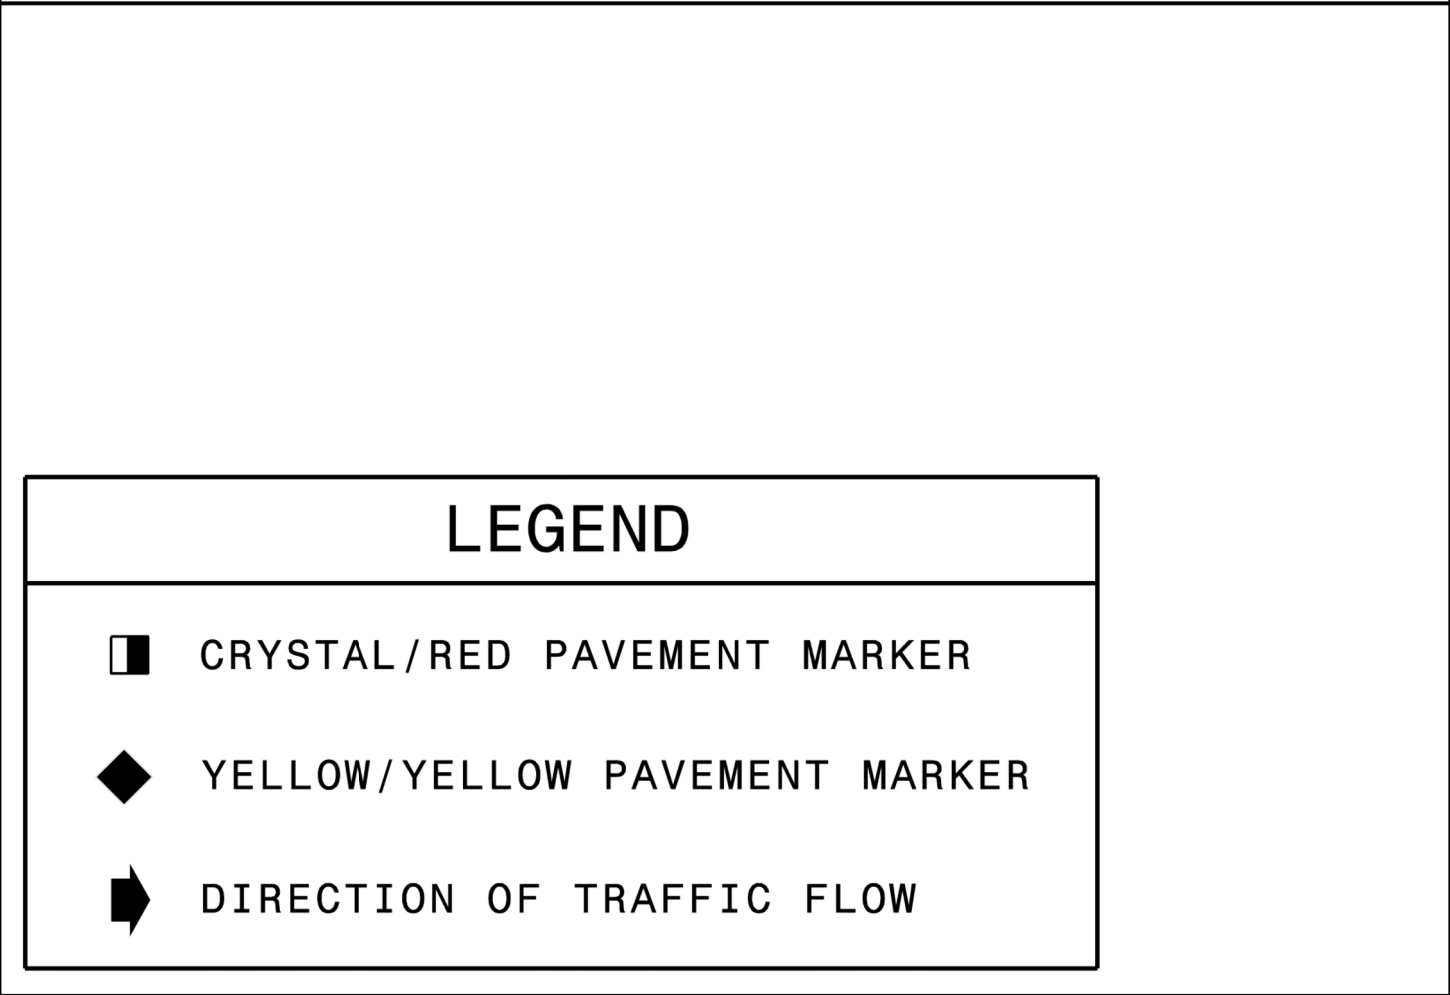 LEGEND
CRYSTAL/RED PAVEMENT MARKER
YELLOW/YELLOW PAVEMENT MARKER
DIRECTION OF TRAFFIC FLOW